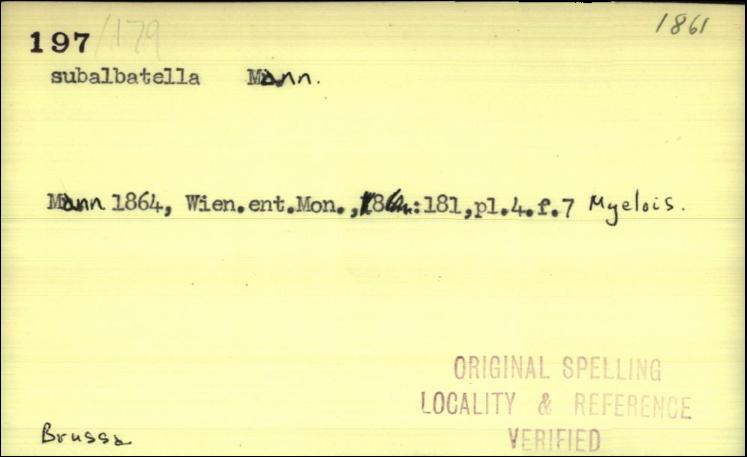 197/179 1861
subalbatella Mann.
Mann 1864, Wien.ent.Mon., :181,pl.4.f.7 Myelois.
ORIGINAL SPELLING
LOCALITY & REFERENCE
VERIFIED
Brussa